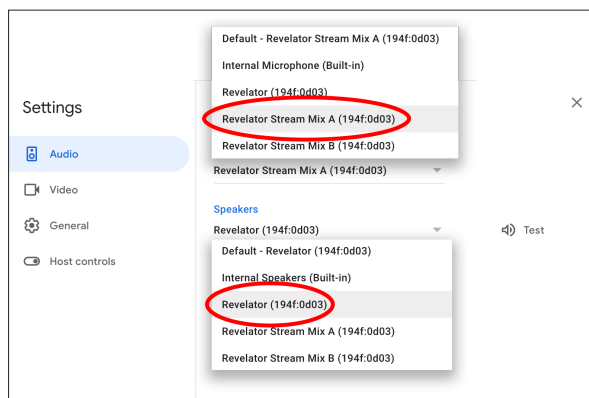 Default - Revelator Stream Mix A (194f:0d03)
Internal Microphone (Built-in)
Revelator (194f:0d03)
Revelator Stream Mix A (194f:0d03)
Revelator Stream Mix B (194f:0d03)
Revelator Stream Mix A (194f:0d03)
Settings
Audio
Video
General
Host controls
Speakers
Revelator (194f:0d03)
Test
Default - Revelator (194f:0d03)
Internal Speakers (Built-in)
Revelator (194f:0d03)
Revelator Stream Mix A (194f:0d03)
Revelator Stream Mix B (194f:0d03)